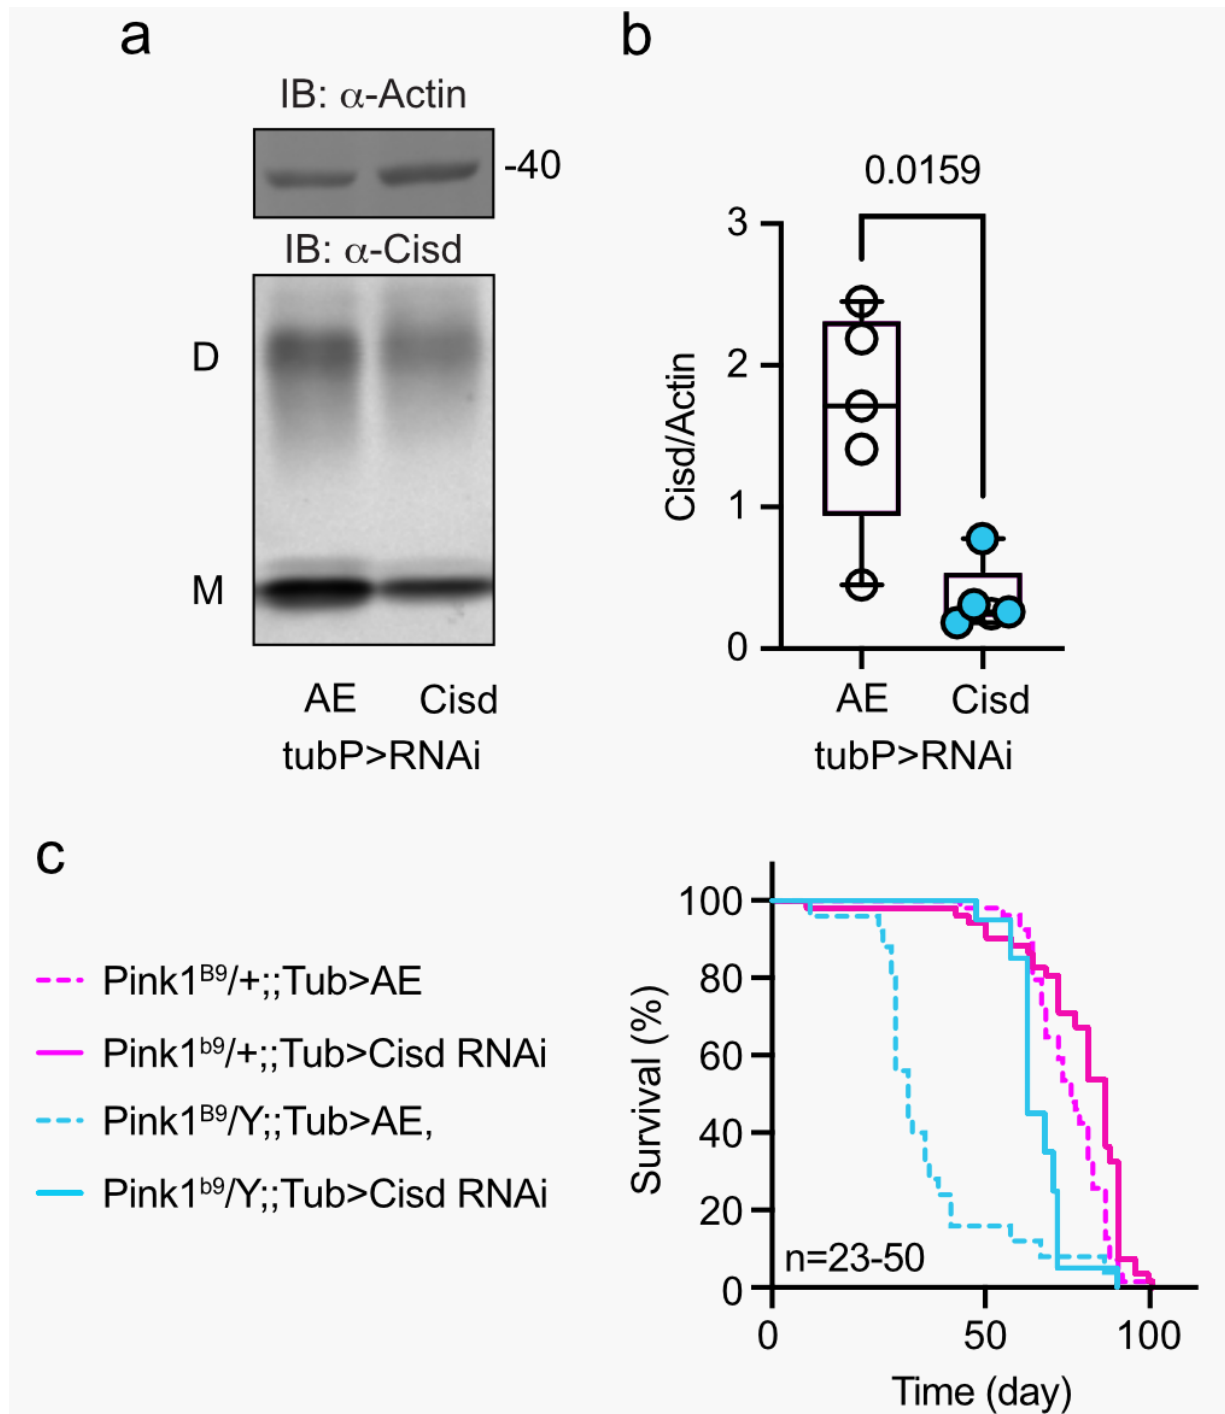 a
IB: α-Actin
-40
IB: α-Cisd
D
M
AE Cisd
tubP>RNAi
b
0.0159
3
2
1
0
Cisd/Actin
AE Cisd
tubP>RNAi
c
Pink1ᴮ⁹/+;;Tub>AE
Pink1ᵇ⁹/+;;Tub>Cisd RNAi
Pink1ᴮ⁹/Y;;Tub>AE,
Pink1ᵇ⁹/Y;;Tub>Cisd RNAi
100
80
60
40
20
0
Survival (%)
n=23-50
0 50 100
Time (day)